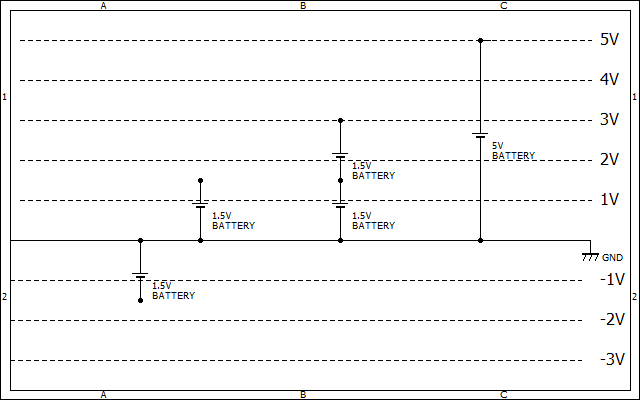 A B C
5V
4V
1 1
3V
5V
BATTERY
2V
1.5V
BATTERY
1V
1.5V
BATTERY
1.5V
BATTERY
GND
-1V
1.5V
BATTERY
2 2
-2V
-3V
A B C